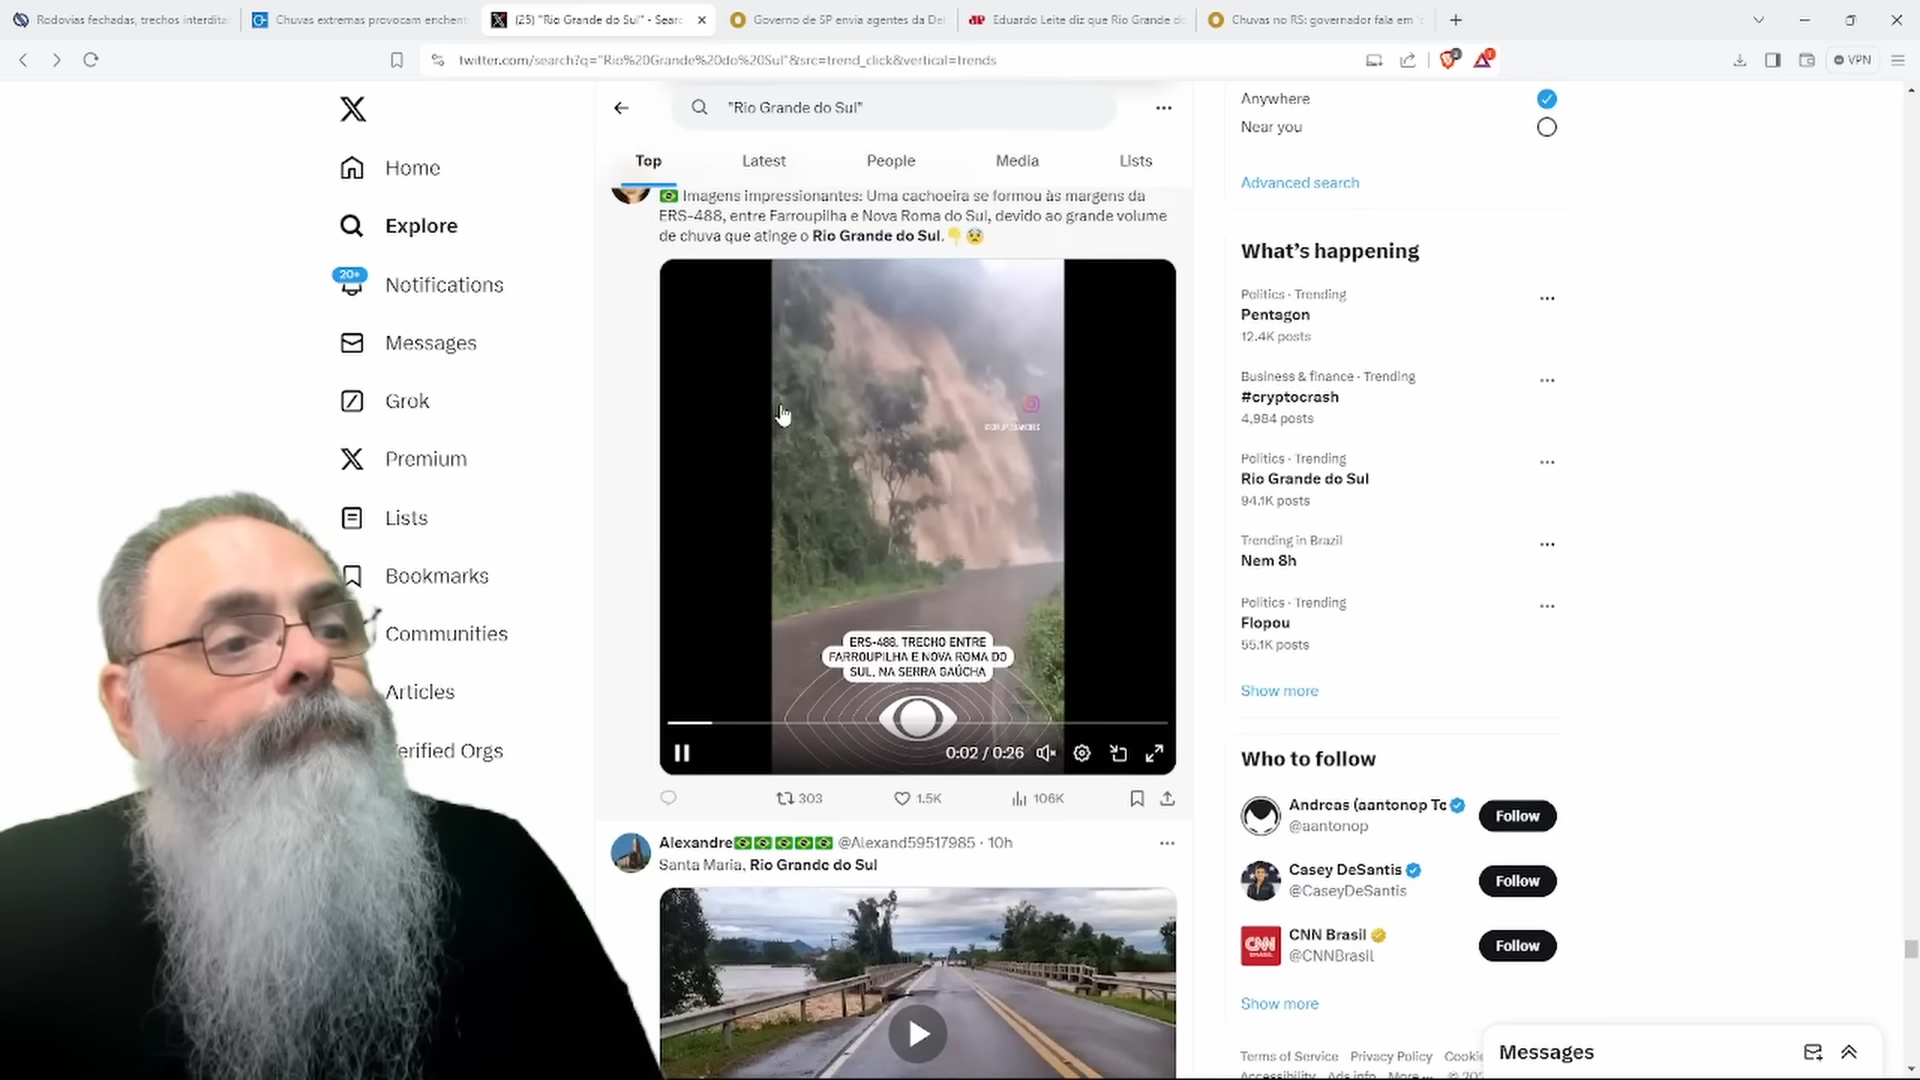 Rodovias fechadas, trechos interdita
Chuvas extremas provocam enchent
(25) "Rio Grande do Sul" - Sear
Governo de SP envia agentes da De
Eduardo Leite diz que Rio Grande do
Chuvas no RS: governador fala em
twitter.com/search?q="Rio%20Grande%20do%20Sul"&src=trend_click&vertical=trends
VPN
"Rio Grande do Sul"
Top
Latest
People
Media
Lists
Home
Explore
20+
Notifications
Messages
Grok
Premium
Lists
Bookmarks
Communities
Articles
erified Orgs
Imagens impressionantes: Uma cachoeira se formou às margens da
ERS-488, entre Farroupilha e Nova Roma do Sul, devido ao grande volume
de chuva que atinge o Rio Grande do Sul.
ERS-488, TRECHO ENTRE
FARROUPILHA E NOVA ROMA DO
SUL, NA SERRA GAÚCHA
0:02 / 0:26
303
1.5K
106K
Alexandre @Alexand59517985 · 10h
Santa Maria, Rio Grande do Sul
Anywhere
Near you
Advanced search
What's happening
Politics · Trending
Pentagon
12.4K posts
Business & finance · Trending
#cryptocrash
4,984 posts
Politics · Trending
Rio Grande do Sul
94.1K posts
Trending in Brazil
Nem 8h
Politics · Trending
Flopou
55.1K posts
Show more
Who to follow
Andreas (aantonop Tc
@aantonop
Follow
Casey DeSantis
@CaseyDeSantis
Follow
CNN
BRASIL
CNN Brasil
@CNNBrasil
Follow
Show more
Terms of Service Privacy Policy Cookie
Accessibility Ads info More ...
Messages